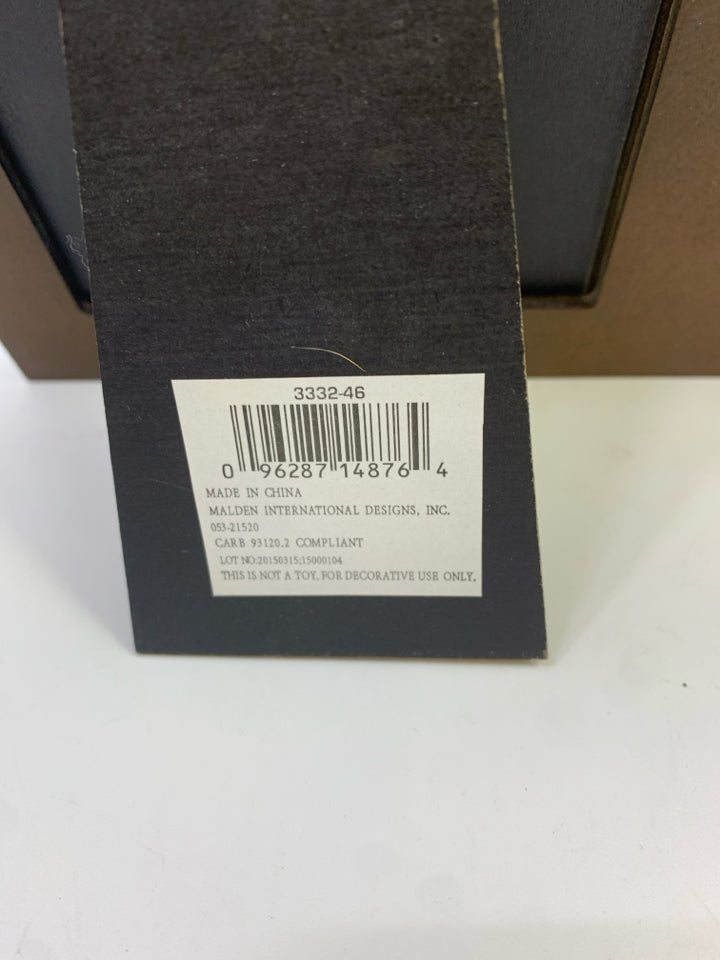 3332-46
0 96287 14876 4
MADE IN CHINA
MALDEN INTERNATIONAL DESIGNS, INC.
053-21520
CARB 93120.2 COMPLIANT
LOT NO:20150315;15000104
THIS IS NOT A TOY, FOR DECORATIVE USE ONLY.